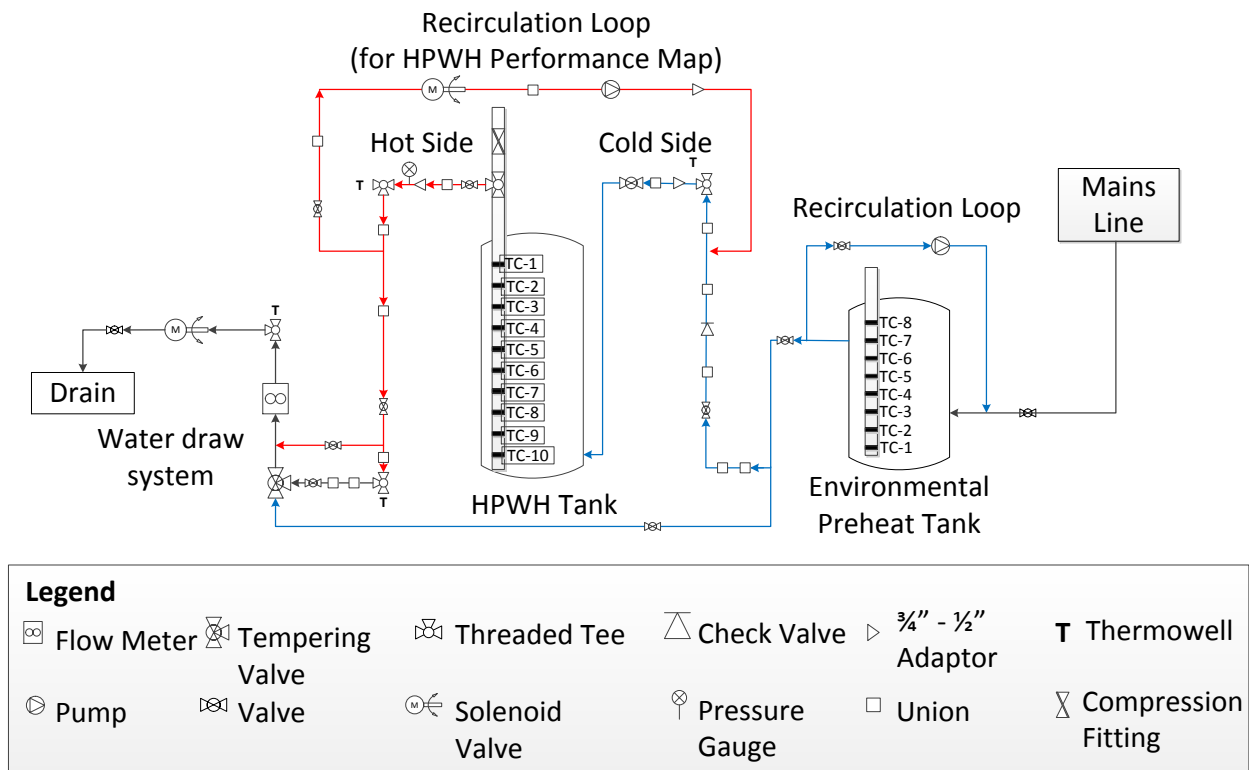 Recirculation Loop
(for HPWH Performance Map)
M
Hot Side
Cold Side
T
T
Mains
Line
Recirculation Loop
TC-1
TC-2
TC-3
TC-4
TC-5
TC-6
TC-7
TC-8
TC-9
TC-10
TC-8
TC-7
TC-6
TC-5
TC-4
TC-3
TC-2
TC-1
T
M
Drain
Water draw
system
T
HPWH Tank
Environmental
Preheat Tank
Legend
Flow Meter
Tempering
Valve
Threaded Tee
Check Valve
¾” - ½”
Adaptor
T Thermowell
Pump
Valve
M
Solenoid
Valve
Pressure
Gauge
Union
Compression
Fitting